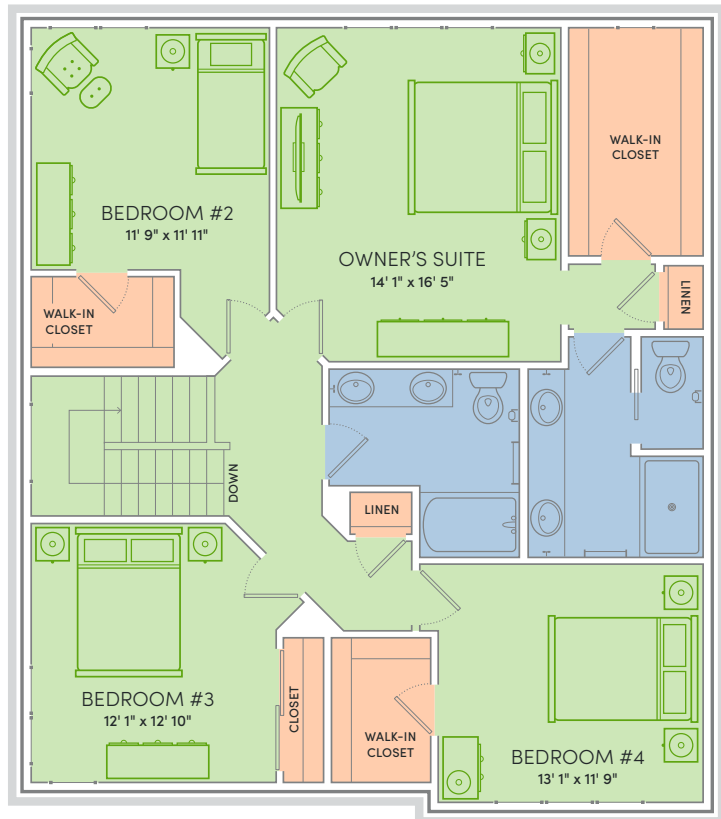 BEDROOM #2
11' 9" x 11' 11"
OWNER'S SUITE
14' 1" x 16' 5"
WALK-IN
CLOSET
LINEN
WALK-IN
CLOSET
DOWN
LINEN
BEDROOM #3
12' 1" x 12' 10"
CLOSET
WALK-IN
CLOSET
BEDROOM #4
13' 1" x 11' 9"